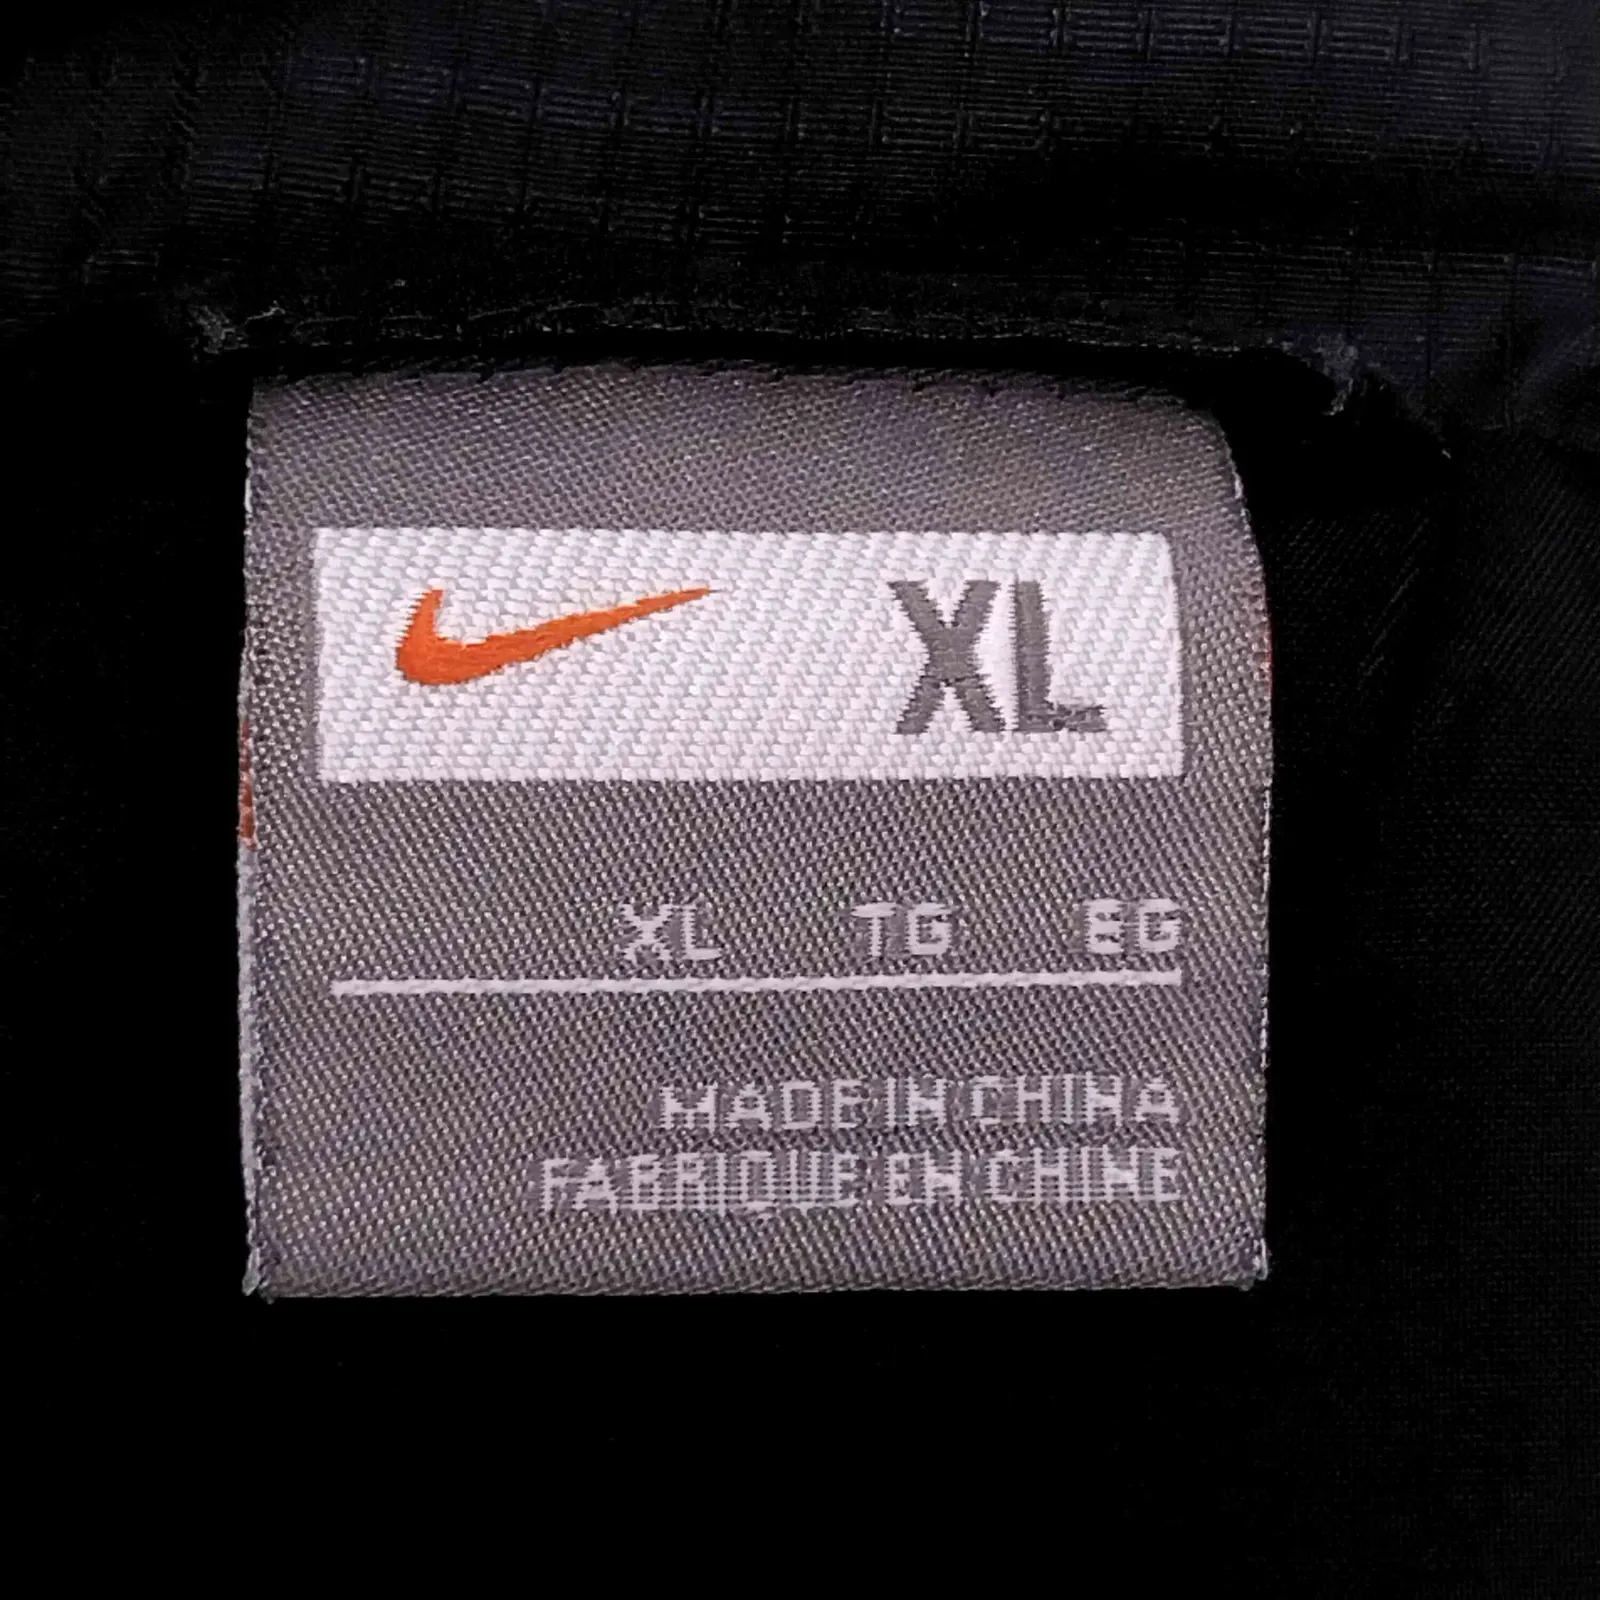 XL
XL TG EG
MADE IN CHINA
FABRIQUE EN CHINE